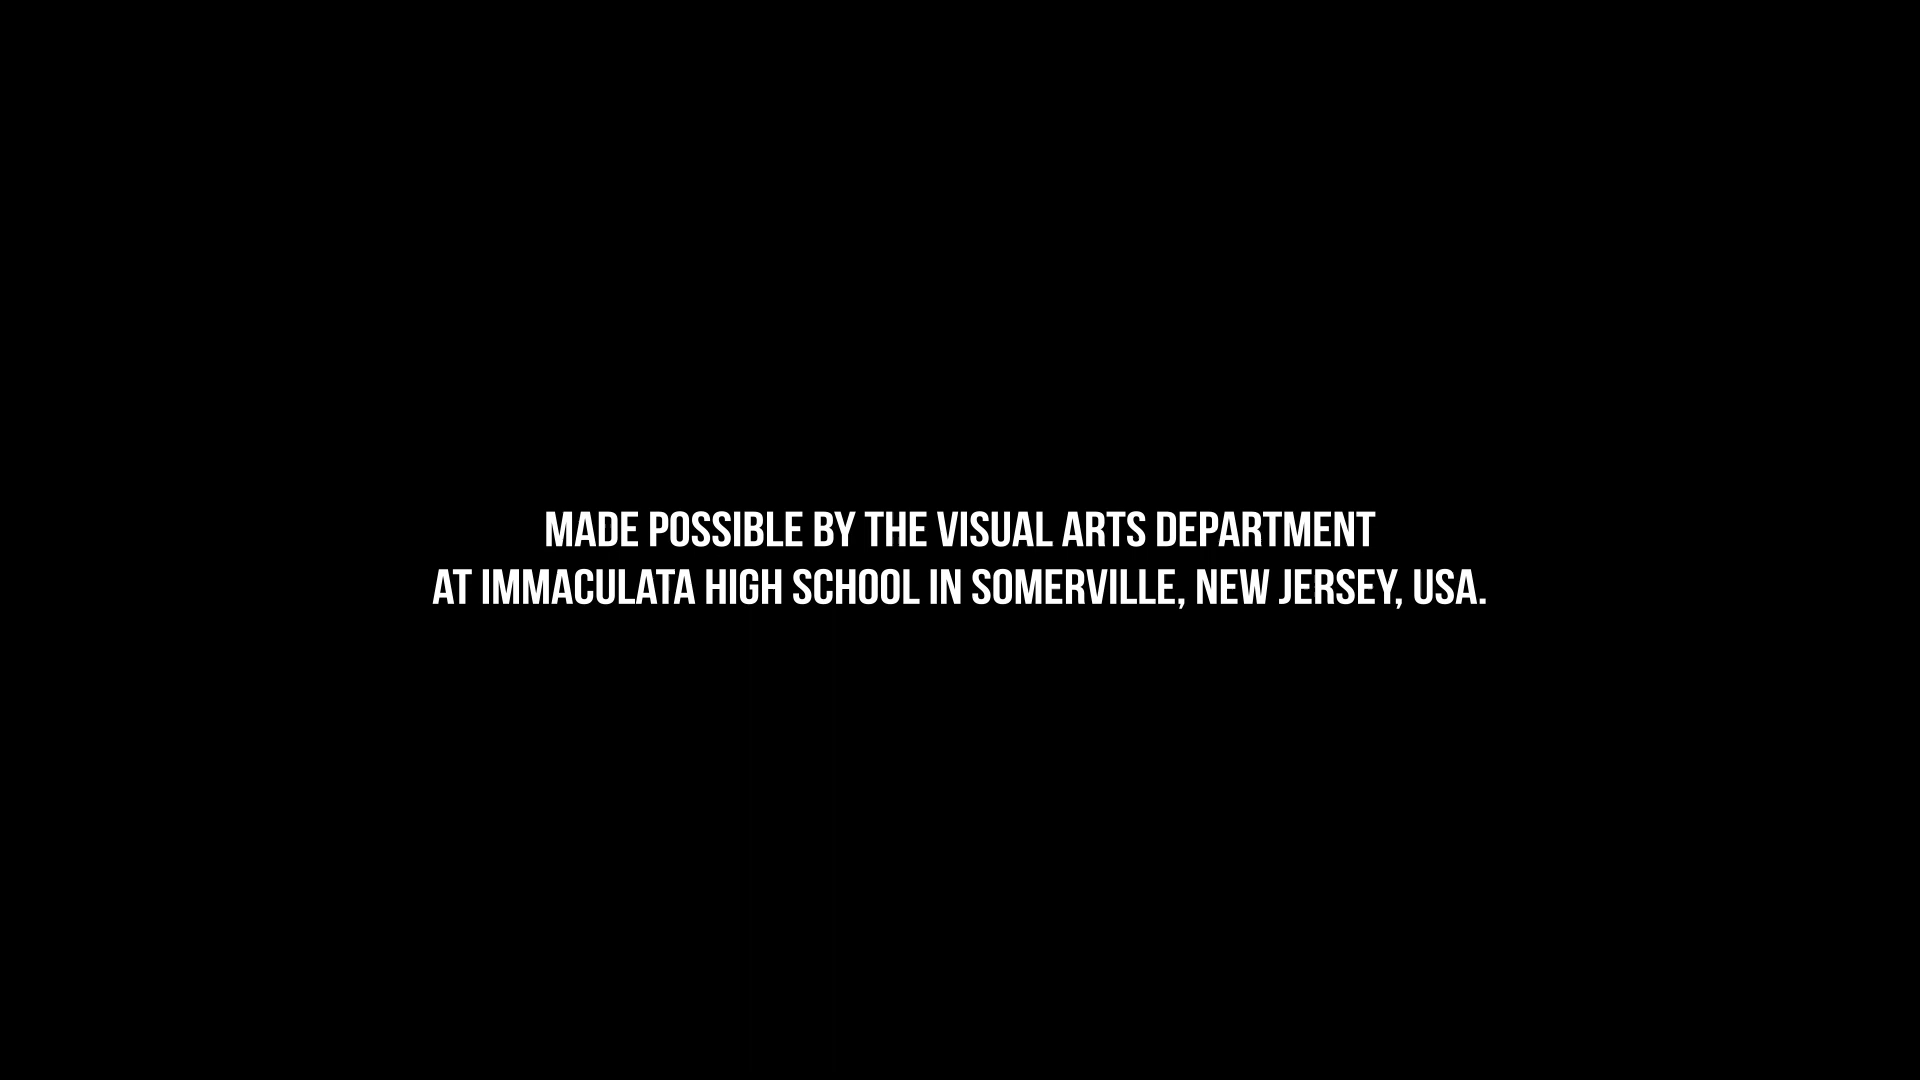 MADE POSSIBLE BY THE VISUAL ARTS DEPARTMENT
AT IMMACULATA HIGH SCHOOL IN SOMERVILLE, NEW JERSEY, USA.